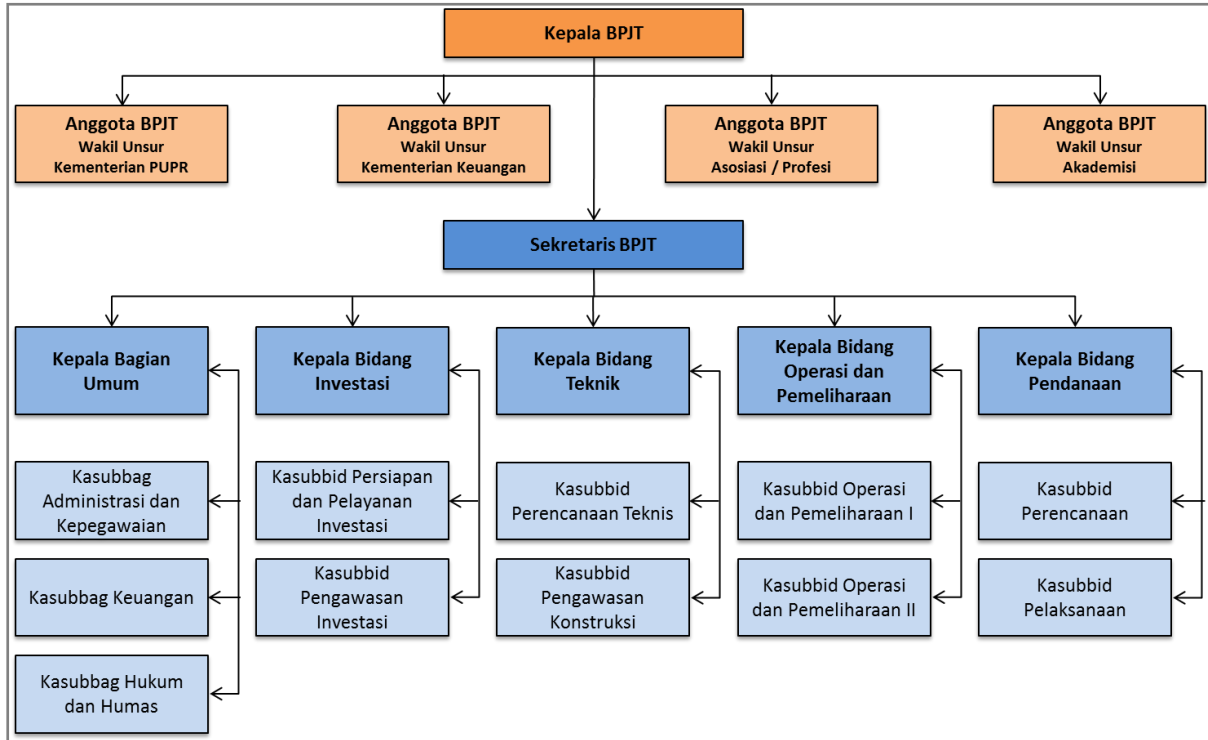 Kepala BPJT
Anggota BPJT
Wakil Unsur
Kementerian PUPR
Anggota BPJT
Wakil Unsur
Kementerian Keuangan
Anggota BPJT
Wakil Unsur
Asosiasi / Profesi
Anggota BPJT
Wakil Unsur
Akademisi
Sekretaris BPJT
Kepala Bagian
Umum
Kepala Bidang
Investasi
Kepala Bidang
Teknik
Kepala Bidang
Operasi dan
Pemeliharaan
Kepala Bidang
Pendanaan
Kasubbag
Administrasi dan
Kepegawaian
Kasubbid Persiapan
dan Pelayanan
Investasi
Kasubbid
Perencanaan Teknis
Kasubbid Operasi
dan Pemeliharaan I
Kasubbid
Perencanaan
Kasubbag Keuangan
Kasubbid
Pengawasan
Investasi
Kasubbid
Pengawasan
Konstruksi
Kasubbid Operasi
dan Pemeliharaan II
Kasubbid
Pelaksanaan
Kasubbag Hukum
dan Humas